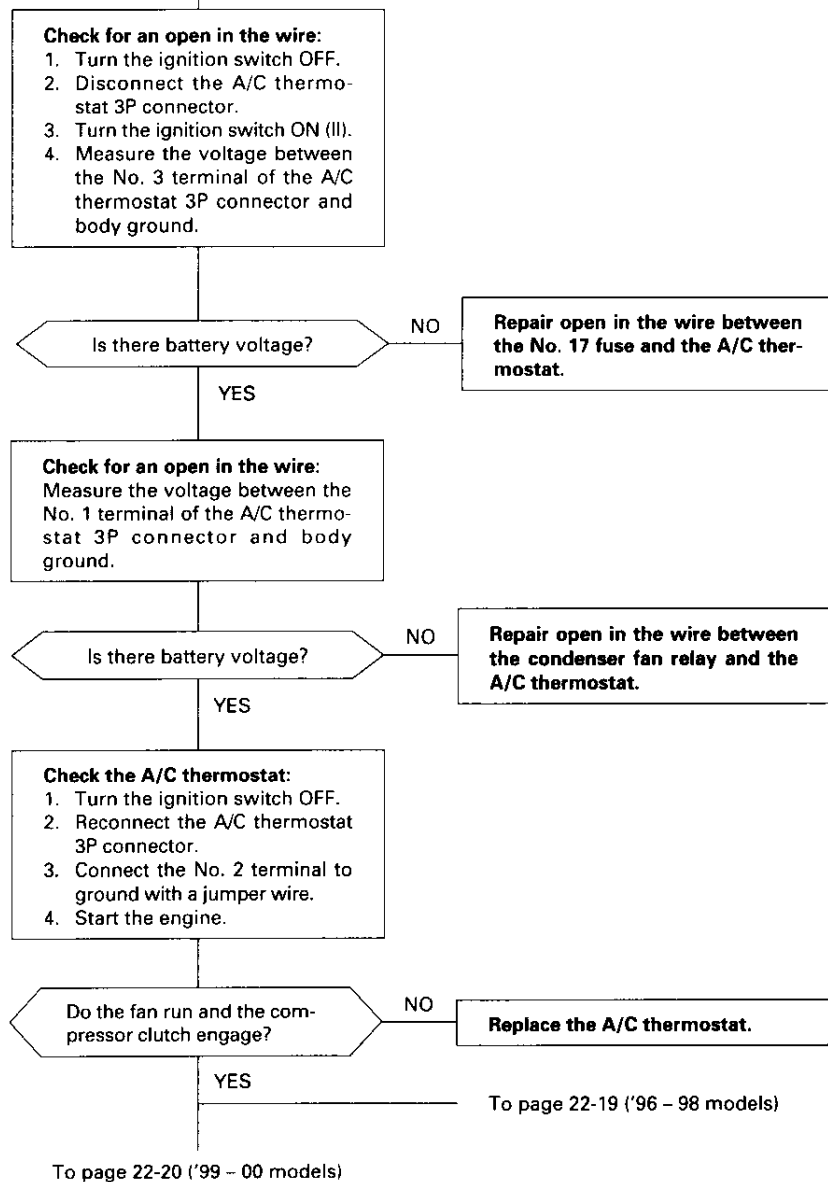 Check for an open in the wire:
1. Turn the ignition switch OFF.
2. Disconnect the A/C thermo-
stat 3P connector.
3. Turn the ignition switch ON (II).
4. Measure the voltage between
the No. 3 terminal of the A/C
thermostat 3P connector and
body ground.
Is there battery voltage?
NO
Repair open in the wire between
the No. 17 fuse and the A/C ther-
mostat.
YES
Check for an open in the wire:
Measure the voltage between the
No. 1 terminal of the A/C thermo-
stat 3P connector and body
ground.
Is there battery voltage?
NO
Repair open in the wire between
the condenser fan relay and the
A/C thermostat.
YES
Check the A/C thermostat:
1. Turn the ignition switch OFF.
2. Reconnect the A/C thermostat
3P connector.
3. Connect the No. 2 terminal to
ground with a jumper wire.
4. Start the engine.
Do the fan run and the com-
pressor clutch engage?
NO
Replace the A/C thermostat.
YES
To page 22-19 ('96 – 98 models)
To page 22-20 ('99 – 00 models)